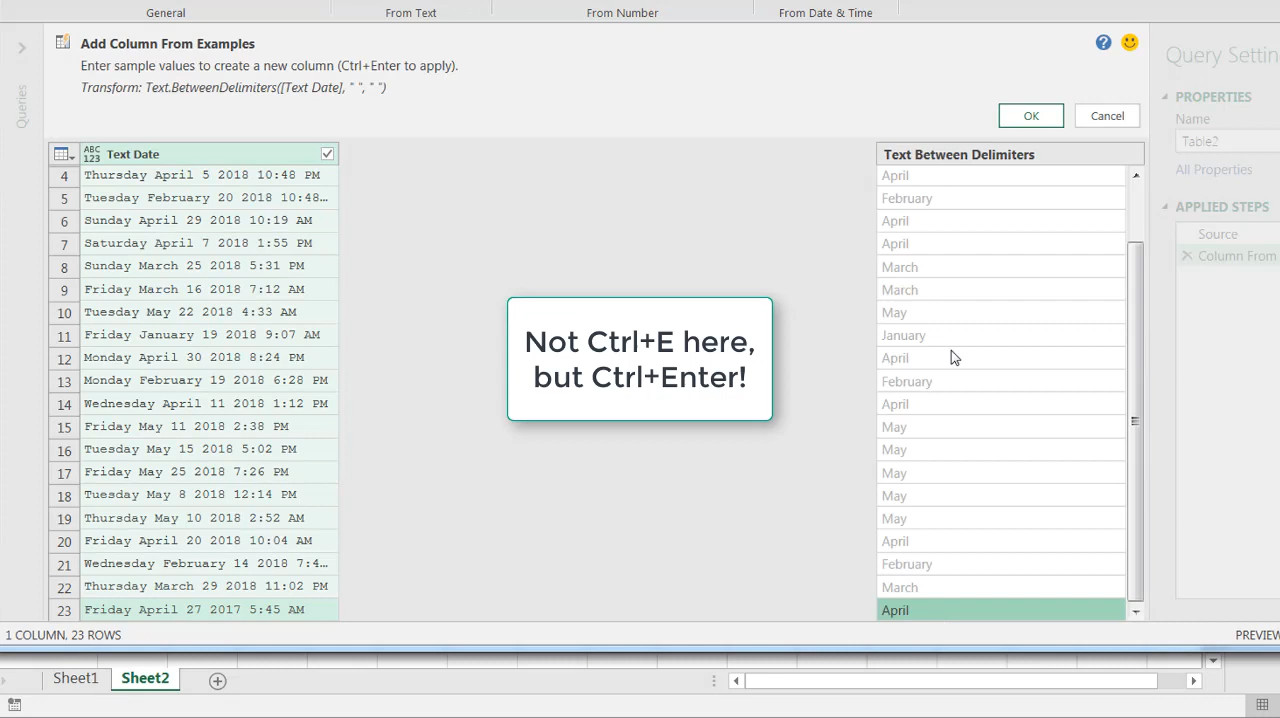 General
From Text
From Number
From Date & Time
Add Column From Examples
Enter sample values to create a new column (Ctrl+Enter to apply).
Transform: Text.BetweenDelimiters([Text Date], " ", " ")
OK
Cancel
Queries
ABC
123
Text Date
Text Between Delimiters
4 Thursday April 5 2018 10:48 PM April
5 Tuesday February 20 2018 10:48... February
6 Sunday April 29 2018 10:19 AM April
7 Saturday April 7 2018 1:55 PM April
8 Sunday March 25 2018 5:31 PM March
9 Friday March 16 2018 7:12 AM March
10 Tuesday May 22 2018 4:33 AM May
11 Friday January 19 2018 9:07 AM January
12 Monday April 30 2018 8:24 PM April
13 Monday February 19 2018 6:28 PM February
14 Wednesday April 11 2018 1:12 PM April
15 Friday May 11 2018 2:38 PM May
16 Tuesday May 15 2018 5:02 PM May
17 Friday May 25 2018 7:26 PM May
18 Tuesday May 8 2018 12:14 PM May
19 Thursday May 10 2018 2:52 AM May
20 Friday April 20 2018 10:04 AM April
21 Wednesday February 14 2018 7:4... February
22 Thursday March 29 2018 11:02 PM March
23 Friday April 27 2017 5:45 AM April
Not Ctrl+E here,
but Ctrl+Enter!
Query Settin
PROPERTIES
Name
Table2
All Properties
APPLIED STEPS
Source
Column From
1 COLUMN, 23 ROWS
PREVIEW
Sheet1
Sheet2